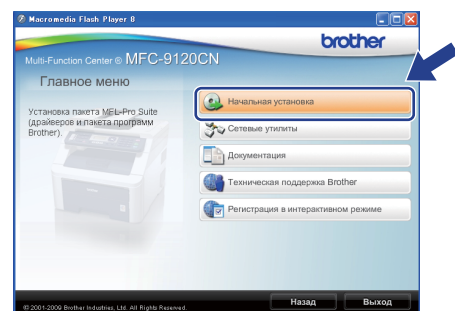 Macromedia Flash Player 8
brother
Multi-Function Center ® MFC-9120CN
Главное меню
Установка пакета MFL-Pro Suite
(драйверов и пакета программ
Brother).
Начальная установка
Сетевые утилиты
Документация
Техническая поддержка Brother
Регистрация в интерактивном режиме
© 2001-2009 Brother Industries, Ltd. All Rights Reserved.
Назад
Выход